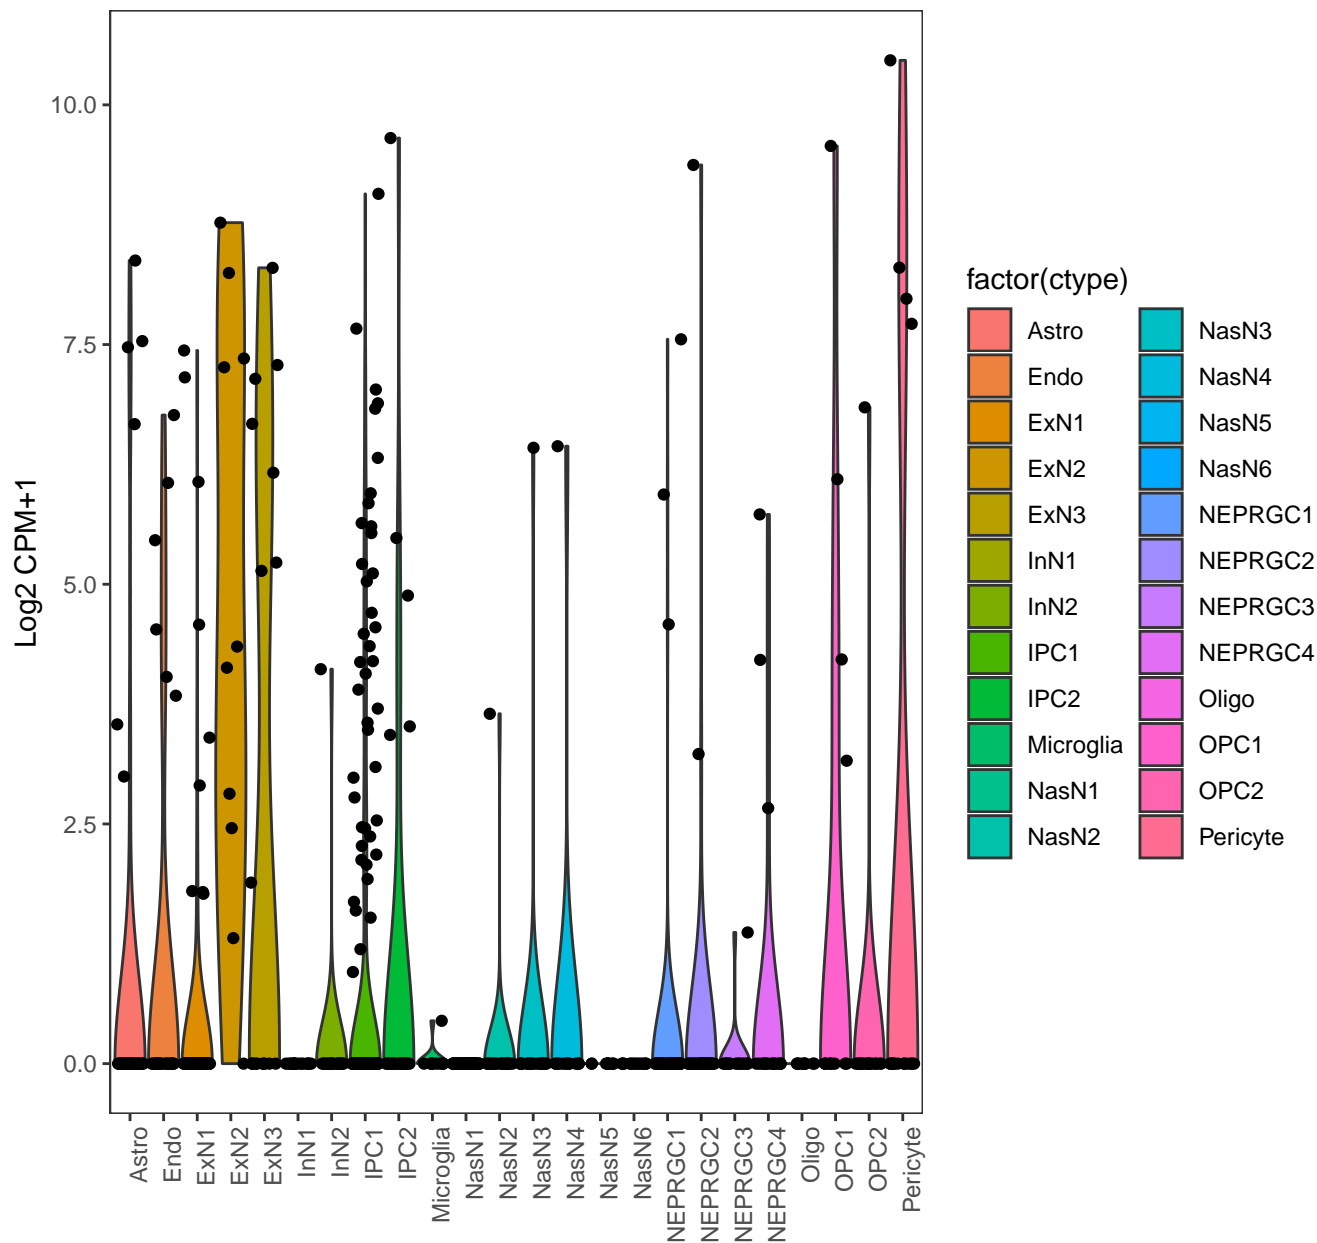 10.0
7.5
5.0
2.5
0.0
Log2 CPM+1
Astro
Endo
ExN1
ExN2
ExN3
InN1
InN2
IPC1
IPC2
Microglia
NasN1
NasN2
NasN3
NasN4
NasN5
NasN6
NEPRGC1
NEPRGC2
NEPRGC3
NEPRGC4
Oligo
OPC1
OPC2
Pericyte
factor(ctype)
Astro
Endo
ExN1
ExN2
ExN3
InN1
InN2
IPC1
IPC2
Microglia
NasN1
NasN2
NasN3
NasN4
NasN5
NasN6
NEPRGC1
NEPRGC2
NEPRGC3
NEPRGC4
Oligo
OPC1
OPC2
Pericyte